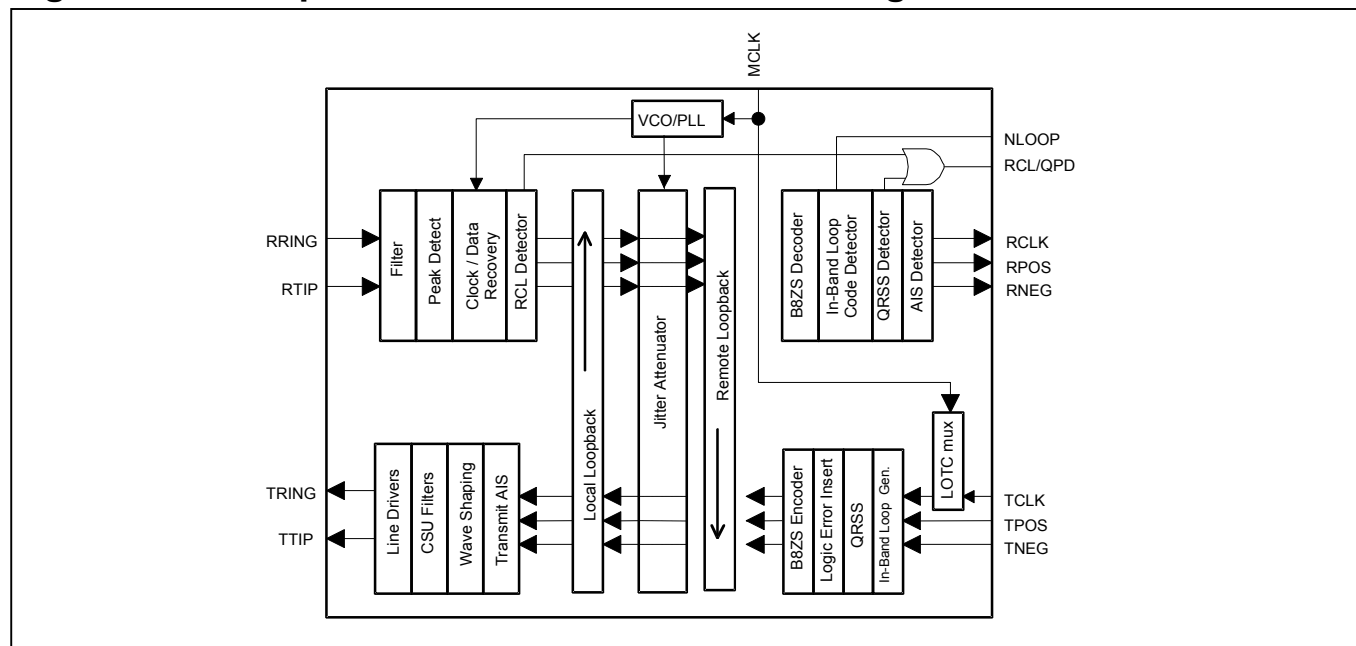 MCLK
VCO/PLL
NLOOP
RCL/QPD
RRING
RTIP
Filter
Peak Detect
Clock / Data
Recovery
RCL Detector
Local Loopback
Jitter Attenuator
Remote Loopback
B8ZS Decoder
In-Band Loop
Code Detector
QRSS Detector
AIS Detector
RCLK
RPOS
RNEG
TRING
TTIP
Line Drivers
CSU Filters
Wave Shaping
Transmit AIS
B8ZS Encoder
Logic Error Insert
QRSS
In-Band Loop Gen.
LOTC mux
TCLK
TPOS
TNEG